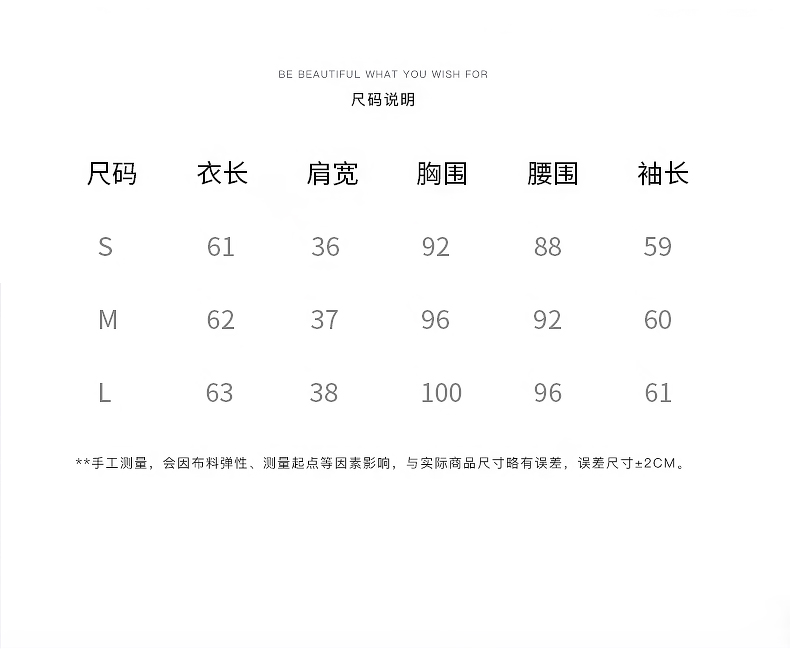 BE BEAUTIFUL WHAT YOU WISH FOR
尺码说明
尺码 衣长 肩宽 胸围 腰围 袖长
S 61 36 92 88 59
M 62 37 96 92 60
L 63 38 100 96 61
**手工测量，会因布料弹性、测量起点等因素影响，与实际商品尺寸略有误差，误差尺寸±2CM。